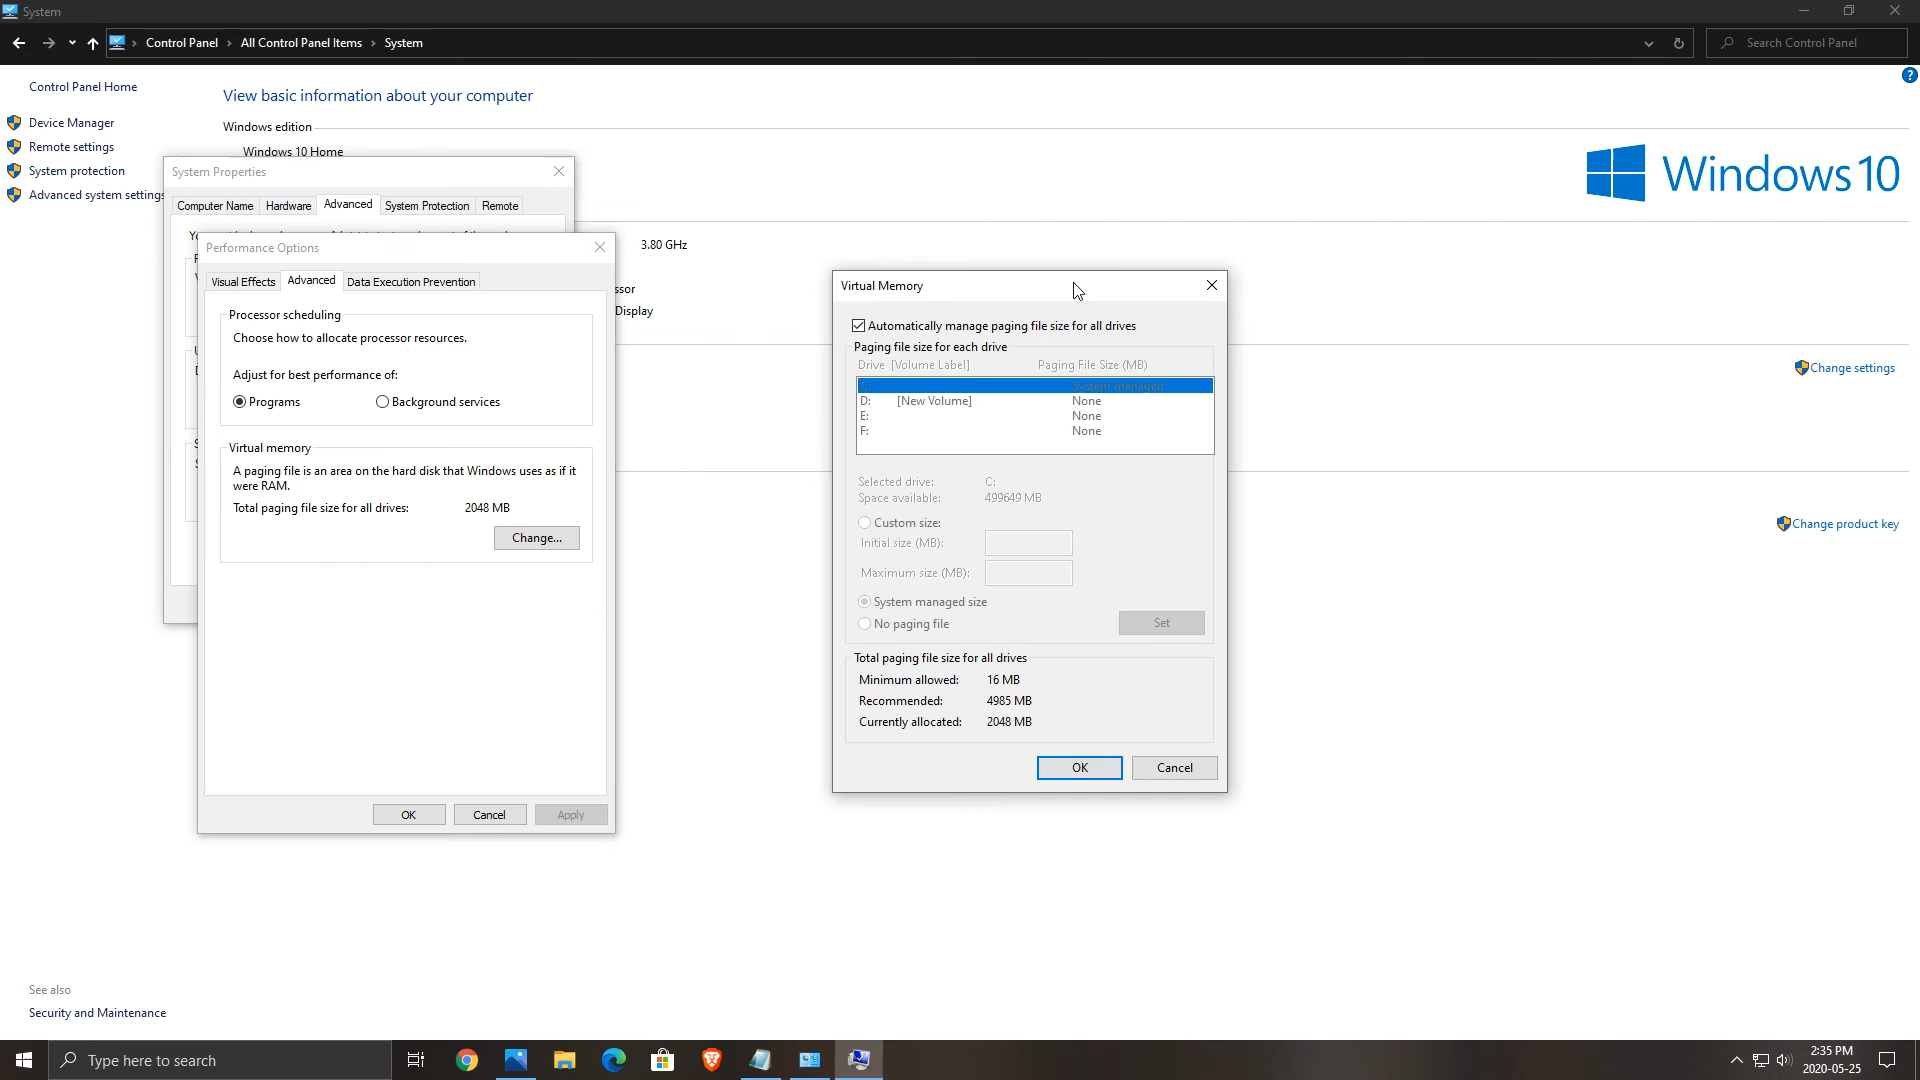 System
Control Panel
All Control Panel Items
System
Search Control Panel
Control Panel Home
Device Manager
Remote settings
System protection
Advanced system settings
View basic information about your computer
Windows edition
Windows 10 Home
Windows 10
3.80 GHz
Display
Change settings
Change product key
See also
Security and Maintenance
System Properties
Computer Name
Hardware
Advanced
System Protection
Remote
Performance Options
Visual Effects
Advanced
Data Execution Prevention
Processor scheduling
Choose how to allocate processor resources.
Adjust for best performance of:
Programs
Background services
Virtual memory
A paging file is an area on the hard disk that Windows uses as if it
were RAM.
Total paging file size for all drives: 2048 MB
Change...
OK
Cancel
Apply
Virtual Memory
Automatically manage paging file size for all drives
Paging file size for each drive
Drive [Volume Label] Paging File Size (MB)
C: System managed
D: [New Volume] None
E: None
F: None
Selected drive: C:
Space available: 499649 MB
Custom size:
Initial size (MB):
Maximum size (MB):
System managed size
No paging file
Set
Total paging file size for all drives
Minimum allowed: 16 MB
Recommended: 4985 MB
Currently allocated: 2048 MB
OK
Cancel
Type here to search
2:35 PM
2020-05-25